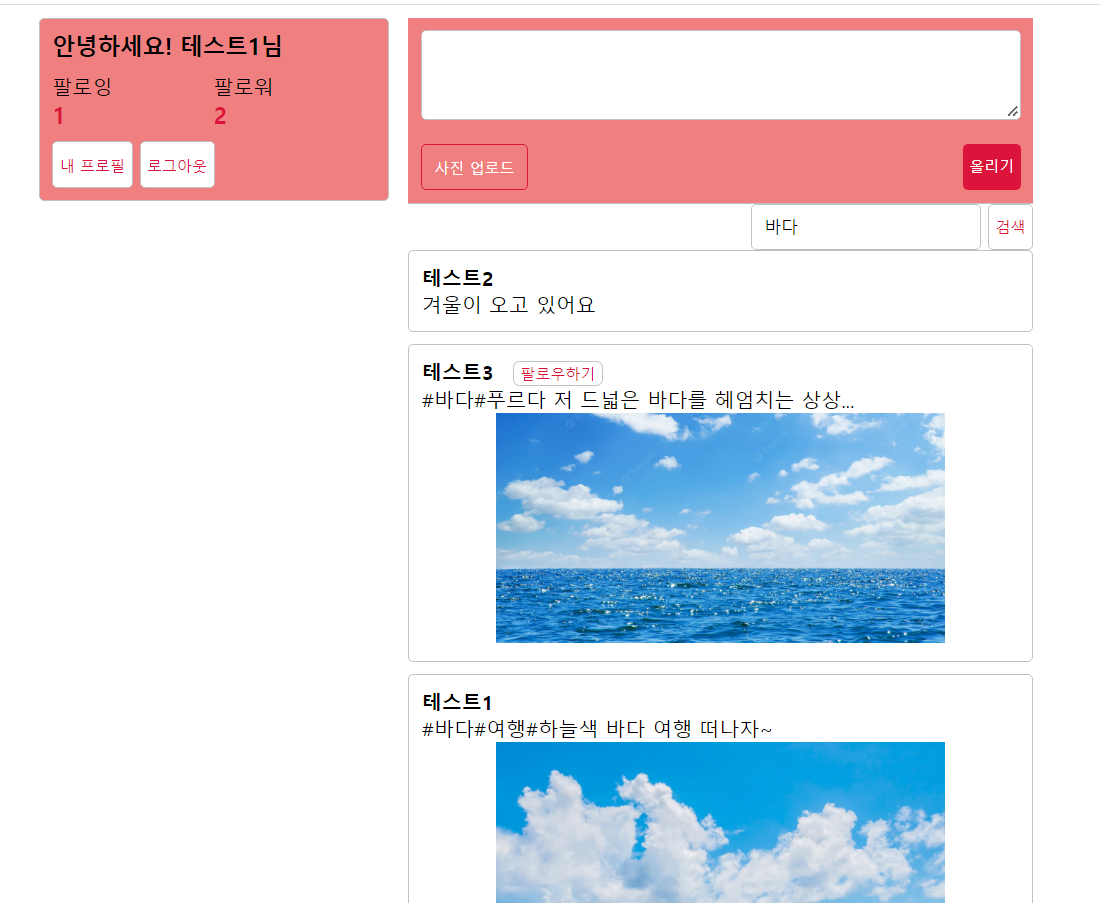 안녕하세요! 테스트1님
팔로잉 팔로워
1 2
내 프로필 로그아웃
사진 업로드 올리기
바다 검색
테스트2
겨울이 오고 있어요
테스트3 팔로우하기
#바다#푸르다 저 드넓은 바다를 헤엄치는 상상...
테스트1
#바다#여행#하늘색 바다 여행 떠나자~